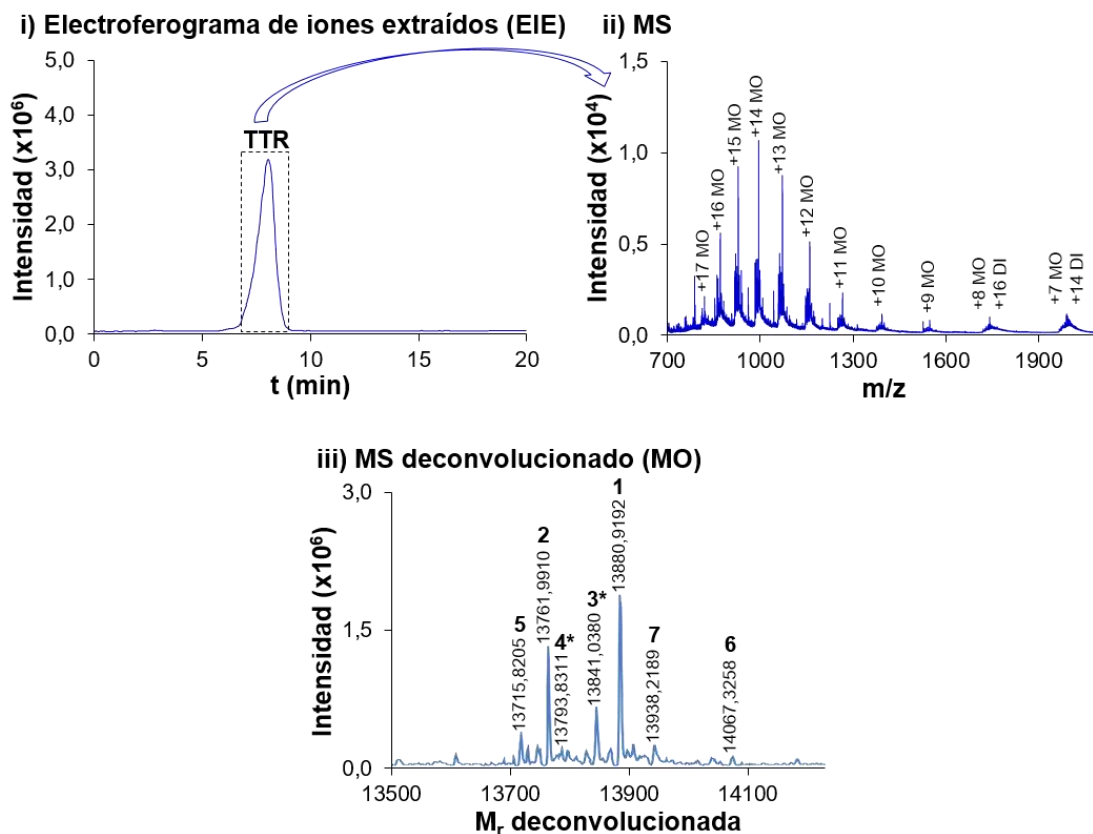 i) Electroferograma de iones extraídos (EIE)
Intensidad (x10⁶)
5,0
4,0
3,0
2,0
1,0
0,0
TTR
0
5
10
15
20
t (min)
ii) MS
Intensidad (x10⁴)
1,5
1,0
0,5
0,0
+17 MO
+16 MO
+15 MO
+14 MO
+13 MO
+12 MO
+11 MO
+10 MO
+9 MO
+8 MO
+16 DI
+7 MO
+14 DI
700
1000
1300
1600
1900
m/z
iii) MS deconvolucionado (MO)
Intensidad (x10⁶)
3,0
1,5
0,0
5
13715,8205
2
13761,9910
4*
13793,8311
3*
13841,0380
1
13880,9192
7
13938,2189
6
14067,3258
13500
13700
13900
14100
Mᵣ deconvolucionada